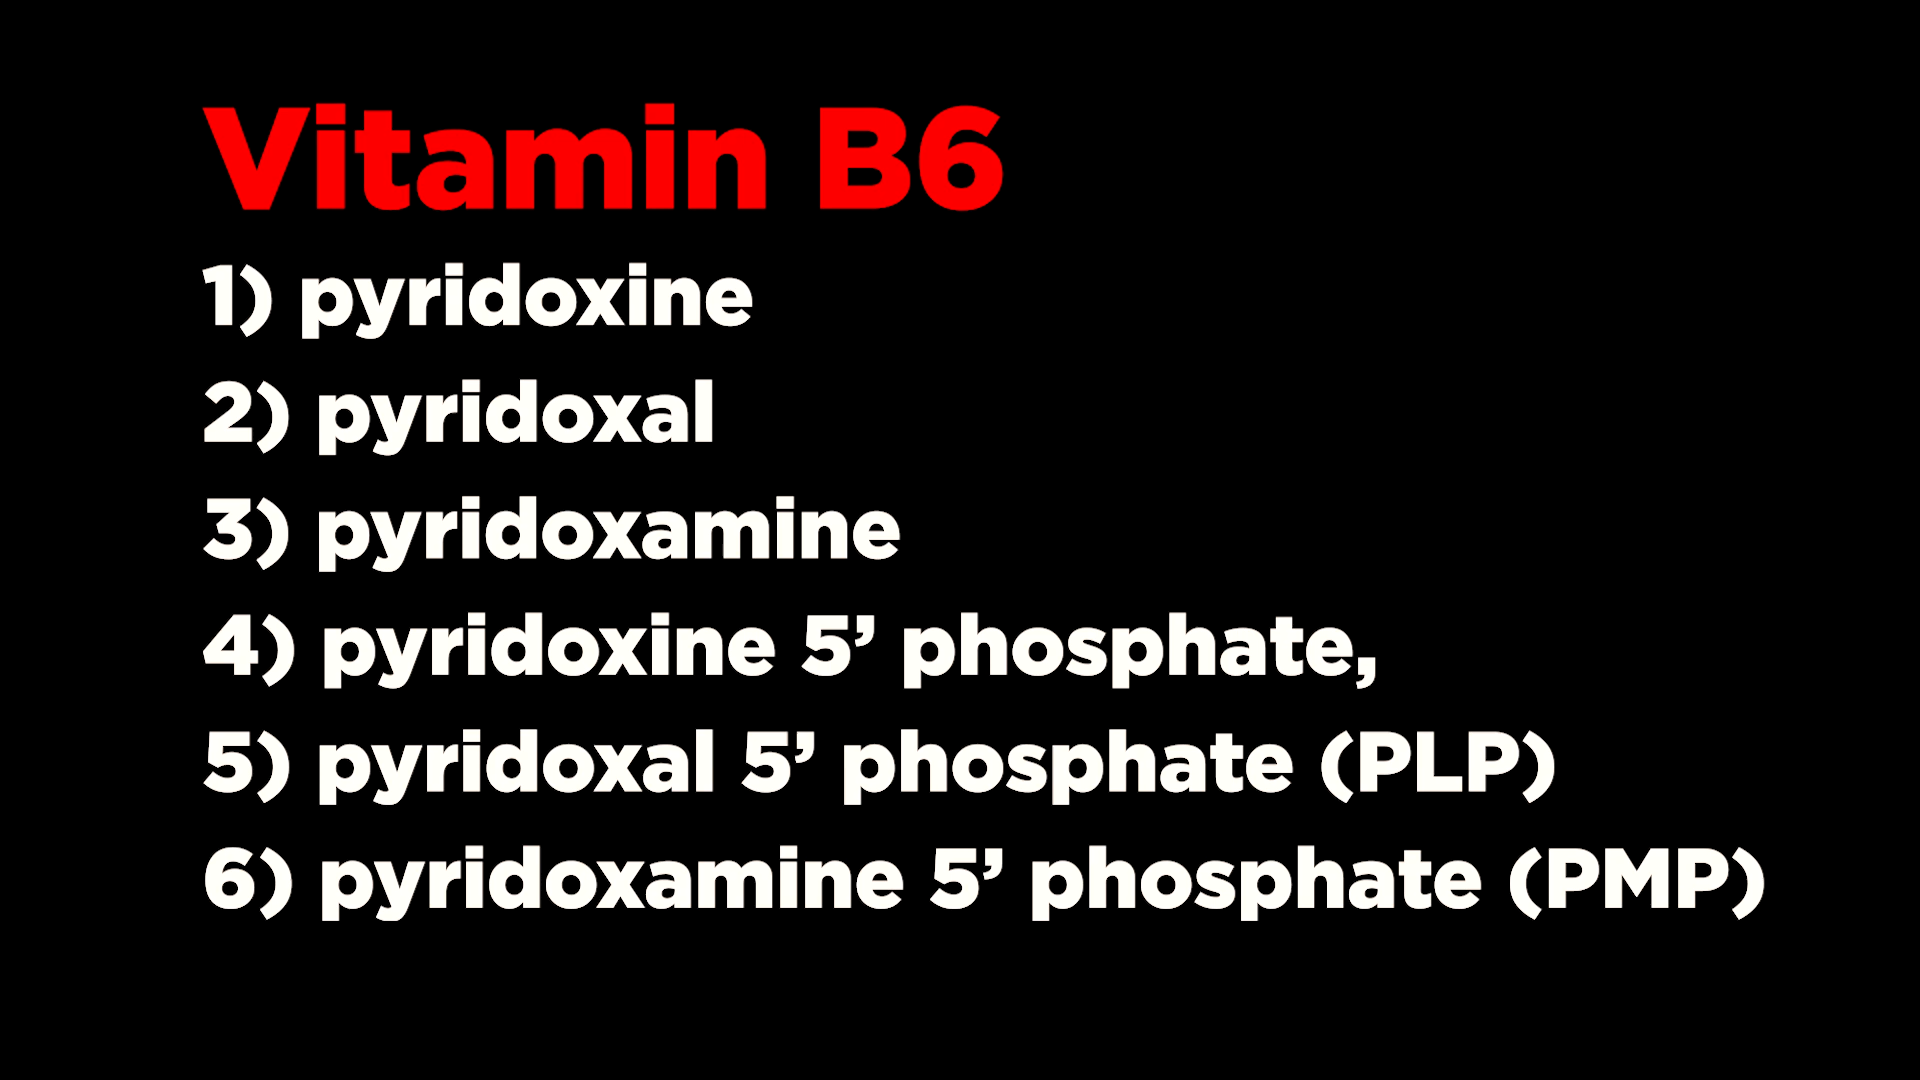 Vitamin B6
1) pyridoxine
2) pyridoxal
3) pyridoxamine
4) pyridoxine 5’ phosphate,
5) pyridoxal 5’ phosphate (PLP)
6) pyridoxamine 5’ phosphate (PMP)